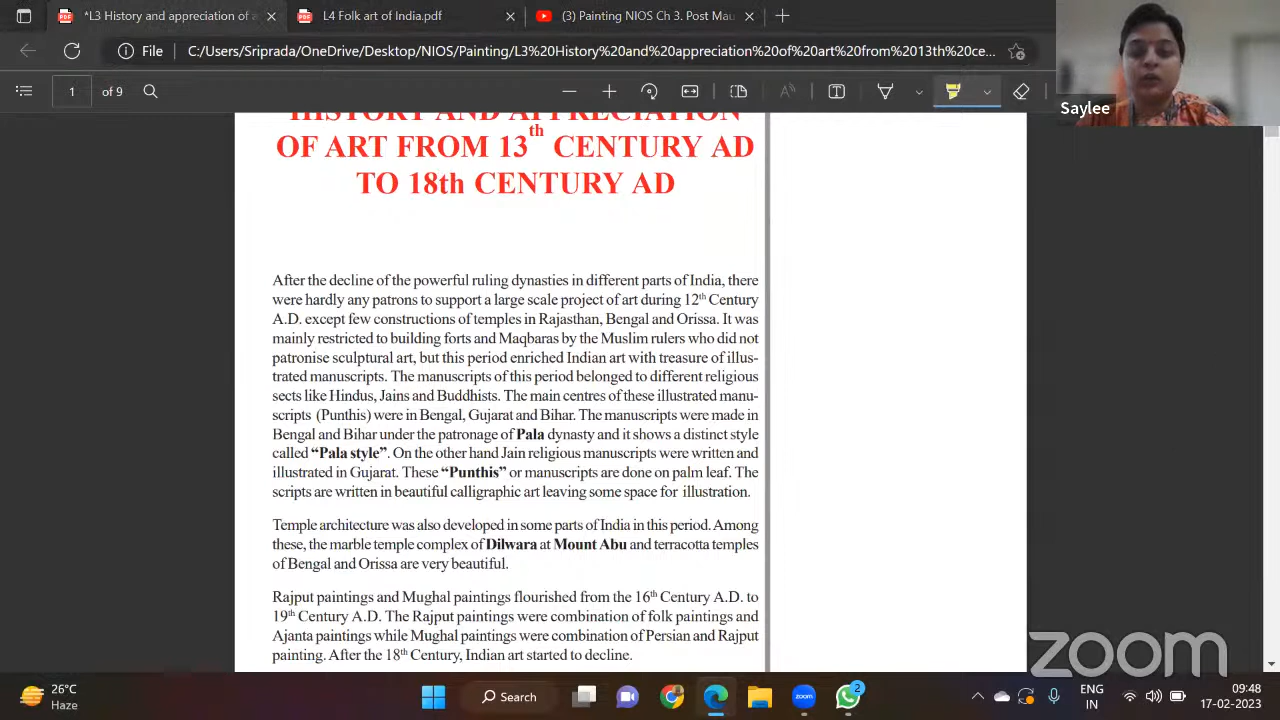 *L3 History and appreciation of a
L4 Folk art of India.pdf
(3) Painting NIOS Ch 3. Post Mau
File
C:/Users/Sriprada/OneDrive/Desktop/NIOS/Painting/L3%20History%20and%20appreciation%20of%20art%20from%2013th%20ce...
1 of 9
Saylee
HISTORY AND APPRECIATION
OF ART FROM 13th CENTURY AD
TO 18th CENTURY AD
After the decline of the powerful ruling dynasties in different parts of India, there
were hardly any patrons to support a large scale project of art during 12th Century
A.D. except few constructions of temples in Rajasthan, Bengal and Orissa. It was
mainly restricted to building forts and Maqbaras by the Muslim rulers who did not
patronise sculptural art, but this period enriched Indian art with treasure of illus-
trated manuscripts. The manuscripts of this period belonged to different religious
sects like Hindus, Jains and Buddhists. The main centres of these illustrated manu-
scripts (Punthis) were in Bengal, Gujarat and Bihar. The manuscripts were made in
Bengal and Bihar under the patronage of Pala dynasty and it shows a distinct style
called “Pala style”. On the other hand Jain religious manuscripts were written and
illustrated in Gujarat. These “Punthis” or manuscripts are done on palm leaf. The
scripts are written in beautiful calligraphic art leaving some space for illustration.
Temple architecture was also developed in some parts of India in this period. Among
these, the marble temple complex of Dilwara at Mount Abu and terracotta temples
of Bengal and Orissa are very beautiful.
Rajput paintings and Mughal paintings flourished from the 16th Century A.D. to
19th Century A.D. The Rajput paintings were combination of folk paintings and
Ajanta paintings while Mughal paintings were combination of Persian and Rajput
painting. After the 18th Century, Indian art started to decline.
zoom
26°C
Haze
Search
zoom
2
ENG
IN
09:48
17-02-2023